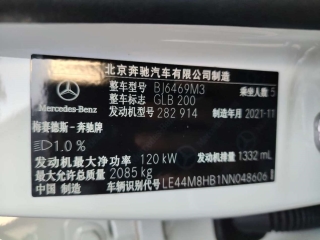 北京奔驰汽车有限公司制造
整车型号 BJ6469M3 乘坐人数 5
整车标志 GLB 200
发动机型号 282 914 制造年月 2021-11
Mercedes-Benz
梅赛德斯-奔驰牌
1.0 %
发动机最大净功率 120 kW 发动机排量 1332 mL
最大允许总质量 2085 kg
中国 制造 车辆识别代号 LE44M8HB1NN048606